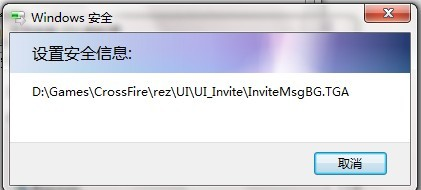 Windows 安全
设置安全信息:
D:\Games\CrossFire\rez\UI\UI_Invite\InviteMsgBG.TGA
取消